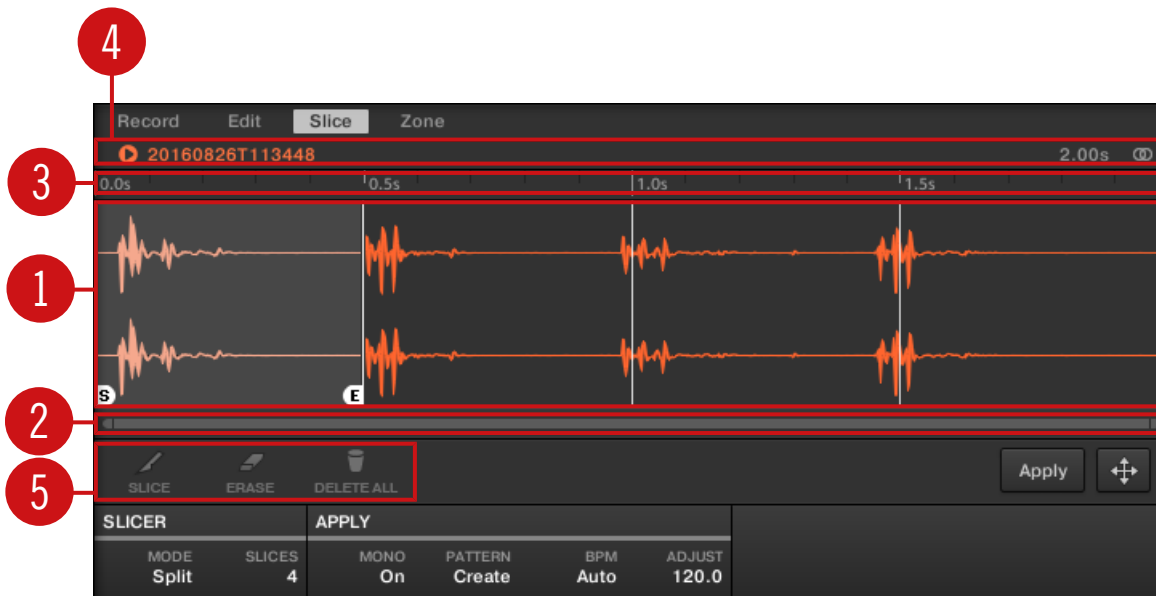 4
Record Edit Slice Zone
20160826T113448 2.00s
3
0.0s 0.5s 1.0s 1.5s
1
S E
2
5
SLICE ERASE DELETE ALL Apply
SLICER APPLY
MODE SLICES MONO PATTERN BPM ADJUST
Split 4 On Create Auto 120.0